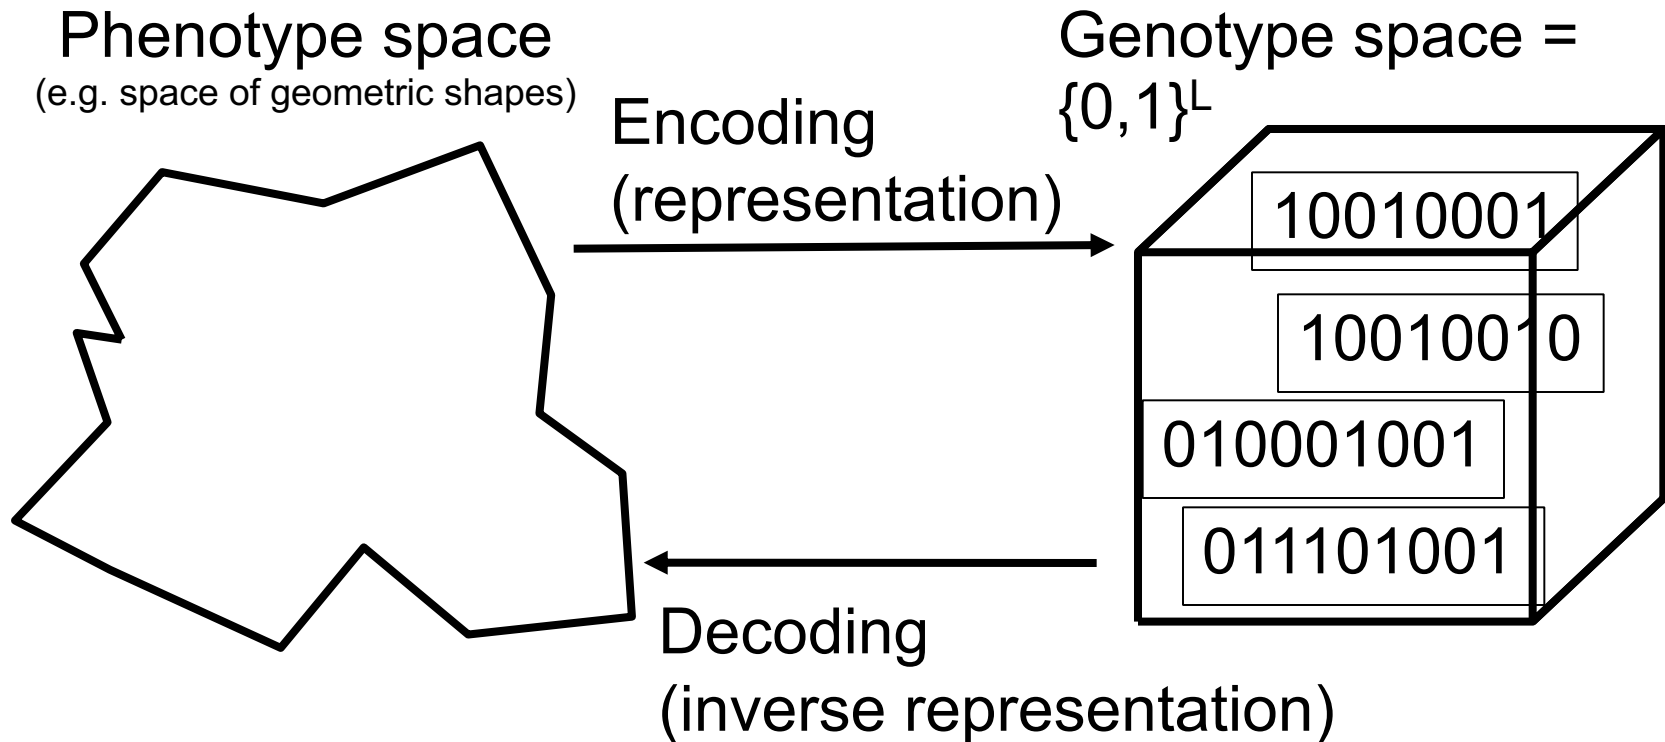 Phenotype space
(e.g. space of geometric shapes)
Encoding
(representation)
Genotype space =
{0,1}ᴸ
10010001
10010010
010001001
011101001
Decoding
(inverse representation)